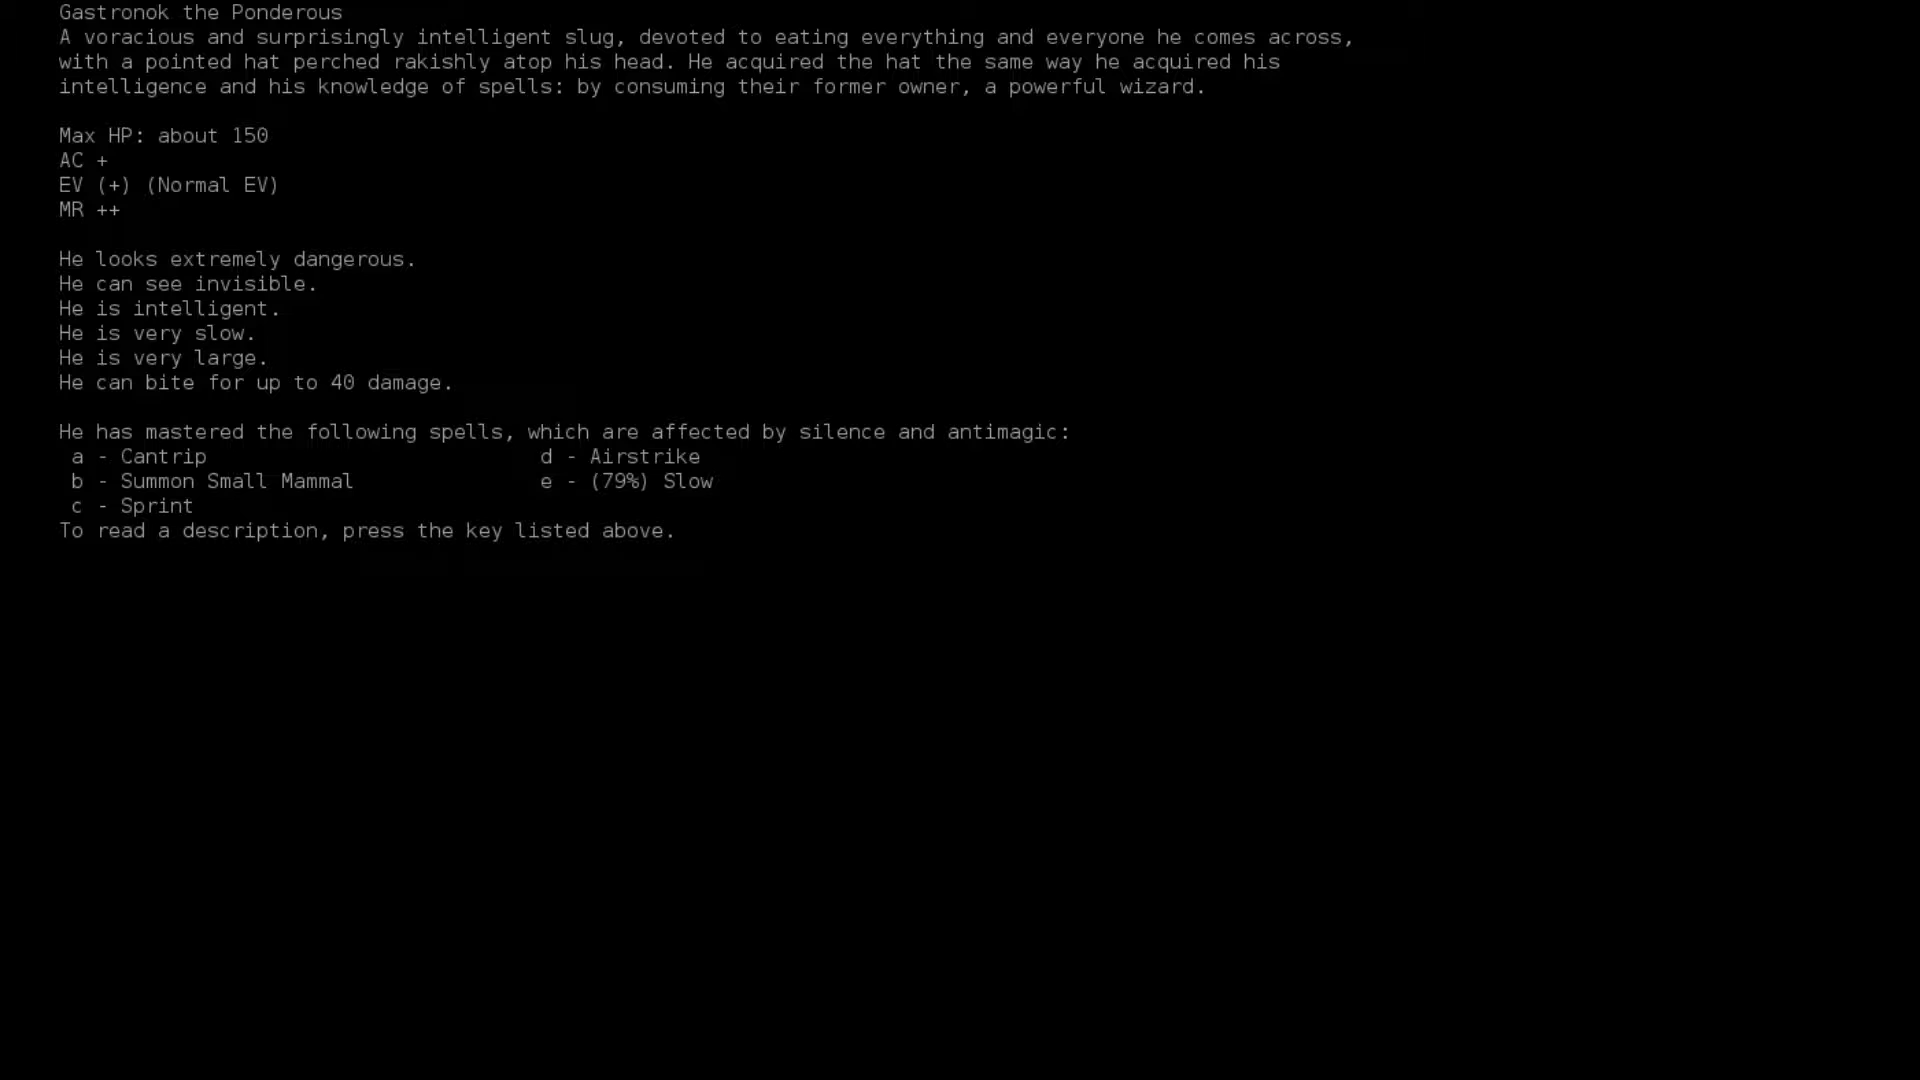 Gastronok the Ponderous
A voracious and surprisingly intelligent slug, devoted to eating everything and everyone he comes across,
with a pointed hat perched rakishly atop his head. He acquired the hat the same way he acquired his
intelligence and his knowledge of spells: by consuming their former owner, a powerful wizard.
Max HP: about 150
AC +
EV (+) (Normal EV)
MR ++
He looks extremely dangerous.
He can see invisible.
He is intelligent.
He is very slow.
He is very large.
He can bite for up to 40 damage.
He has mastered the following spells, which are affected by silence and antimagic:
a - Cantrip d - Airstrike
b - Summon Small Mammal e - (79%) Slow
c - Sprint
To read a description, press the key listed above.